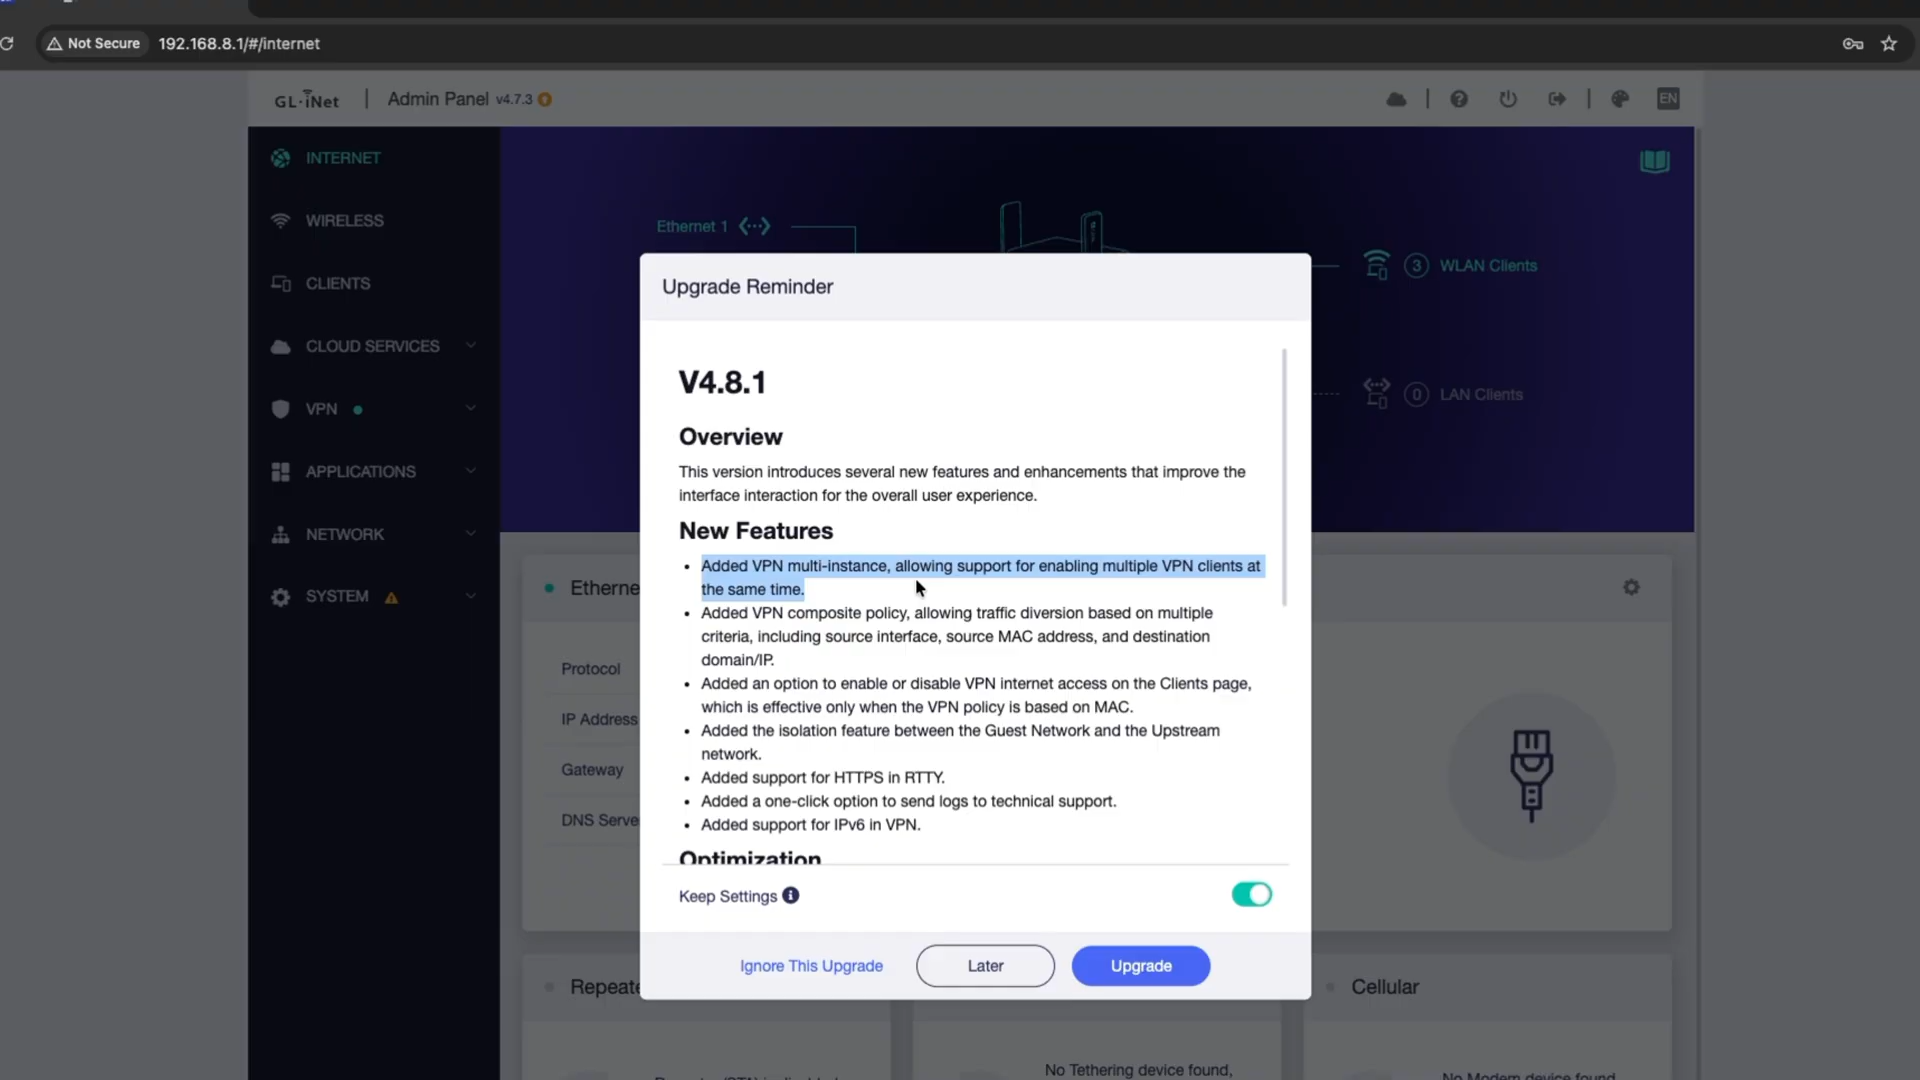 Not Secure 192.168.8.1/#/internet
GL·iNet Admin Panel v4.7.3 EN
INTERNET
WIRELESS
CLIENTS
CLOUD SERVICES
VPN
APPLICATIONS
NETWORK
SYSTEM
Ethernet 1
3 WLAN Clients
0 LAN Clients
Upgrade Reminder
V4.8.1
Overview
This version introduces several new features and enhancements that improve the
interface interaction for the overall user experience.
New Features
• Added VPN multi-instance, allowing support for enabling multiple VPN clients at
the same time.
• Added VPN composite policy, allowing traffic diversion based on multiple
criteria, including source interface, source MAC address, and destination
domain/IP.
• Added an option to enable or disable VPN internet access on the Clients page,
which is effective only when the VPN policy is based on MAC.
• Added the isolation feature between the Guest Network and the Upstream
network.
• Added support for HTTPS in RTTY.
• Added a one-click option to send logs to technical support.
• Added support for IPv6 in VPN.
Optimization
Keep Settings
Ignore This Upgrade Later Upgrade
Etherne
Protocol
IP Address
Gateway
DNS Serve
Repeate
Cellular
No Tethering device found,